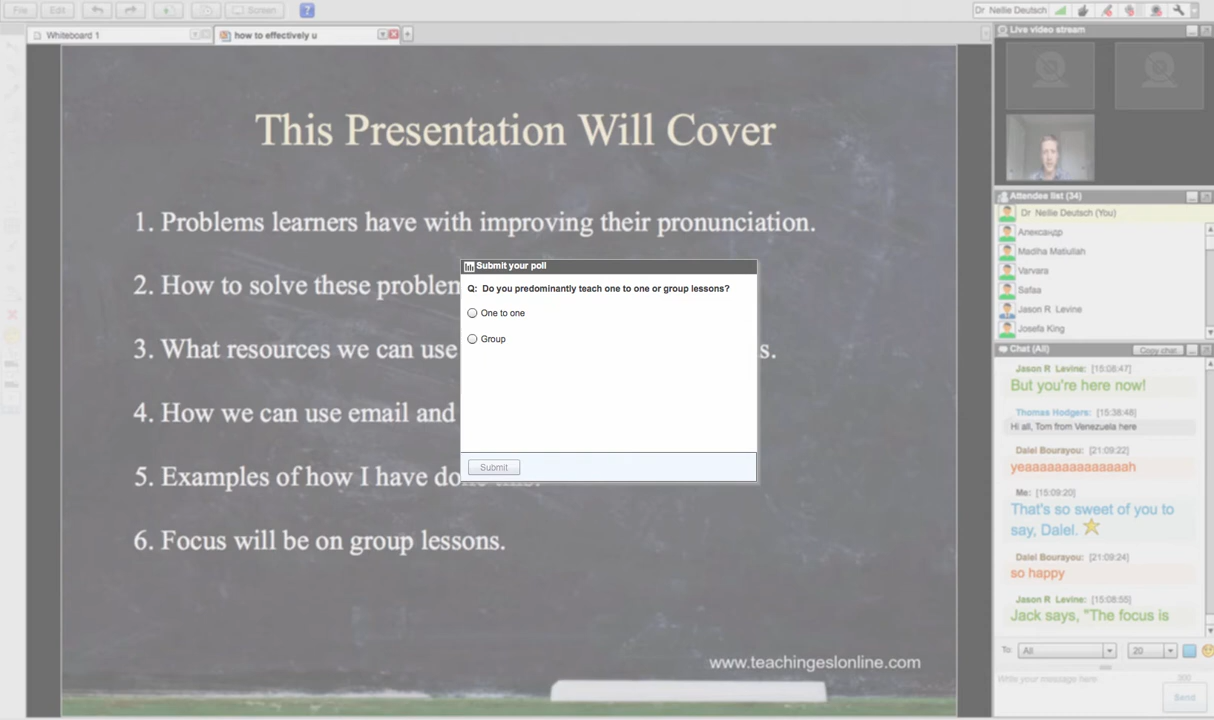 File
Edit
Screen
?
Dr Nellie Deutsch
Whiteboard 1
how to effectively u
This Presentation Will Cover
1. Problems learners have with improving their pronunciation.
2. How to solve these problem
3. What resources we can use
s.
4. How we can use email and
5. Examples of how I have done this.
6. Focus will be on group lessons.
www.teachingeslonline.com
Submit your poll
Q: Do you predominantly teach one to one or group lessons?
One to one
Group
Submit
Live video stream
Attendee list (34)
Dr Nellie Deutsch (You)
Александр
Madiha Matiullah
Varvara
Safaa
Jason R Levine
Josefa King
Chat (All)
Copy chat
Jason R Levine: [15:08:47]
But you're here now!
Thomas Hodgers: [15:38:48]
Hi all, Tom from Venezuela here
Dalel Bourayou: [21:09:22]
yeaaaaaaaaaaaaaah
Me: [15:09:20]
That's so sweet of you to
say, Dalel.
Dalel Bourayou: [21:09:24]
so happy
Jason R Levine: [15:08:55]
Jack says, "The focus is
To: All
20
Write your message here.
300
Send